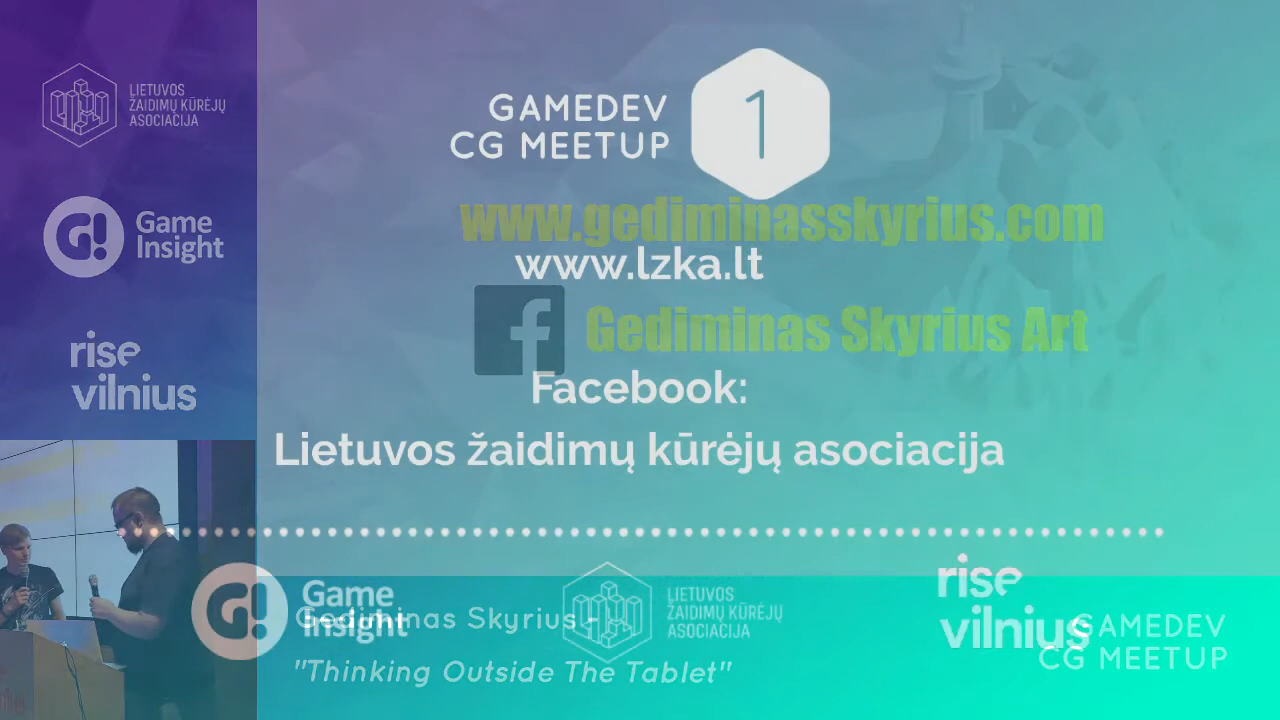 LIETUVOS
ŽAIDIMŲ KŪRĖJŲ
ASOCIACIJA
G! Game
Insight
rise
vilnius
GAMEDEV
CG MEETUP
1
www.gediminasskyrius.com
www.lzka.lt
f Gediminas Skyrius Art
Facebook:
Lietuvos žaidimų kūrėjų asociacija
G! Game
Insight
LIETUVOS
ŽAIDIMŲ KŪRĖJŲ
ASOCIACIJA
rise
vilnius
Gediminas Skyrius -
"Thinking Outside The Tablet"
GAMEDEV
CG MEETUP